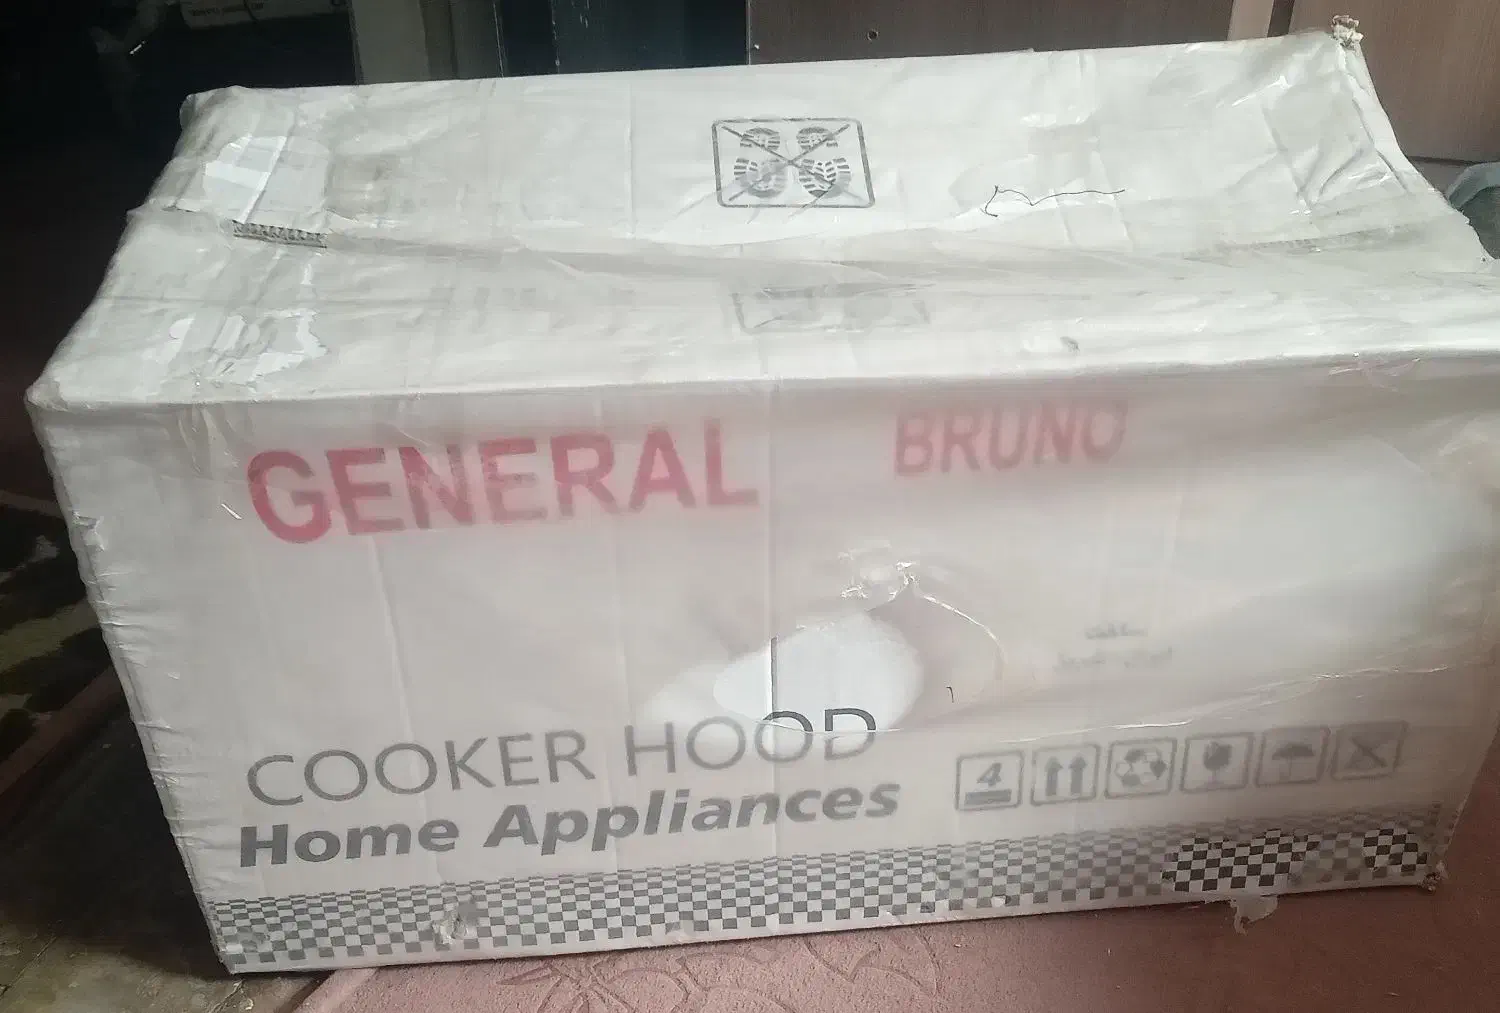 GENERAL
BRUNO
COOKER HOOD
Home Appliances
4